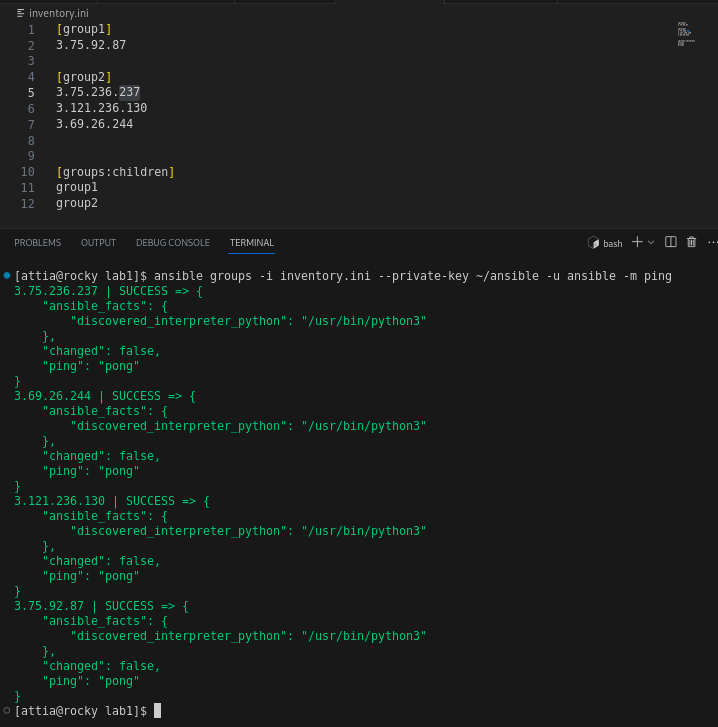 inventory.ini
1 [group1]
2 3.75.92.87
3
4 [group2]
5 3.75.236.237
6 3.121.236.130
7 3.69.26.244
8
9
10 [groups:children]
11 group1
12 group2
PROBLEMS OUTPUT DEBUG CONSOLE TERMINAL bash
[attia@rocky lab1]$ ansible groups -i inventory.ini --private-key ~/ansible -u ansible -m ping
3.75.236.237 | SUCCESS => {
    "ansible_facts": {
        "discovered_interpreter_python": "/usr/bin/python3"
    },
    "changed": false,
    "ping": "pong"
}
3.69.26.244 | SUCCESS => {
    "ansible_facts": {
        "discovered_interpreter_python": "/usr/bin/python3"
    },
    "changed": false,
    "ping": "pong"
}
3.121.236.130 | SUCCESS => {
    "ansible_facts": {
        "discovered_interpreter_python": "/usr/bin/python3"
    },
    "changed": false,
    "ping": "pong"
}
3.75.92.87 | SUCCESS => {
    "ansible_facts": {
        "discovered_interpreter_python": "/usr/bin/python3"
    },
    "changed": false,
    "ping": "pong"
}
[attia@rocky lab1]$